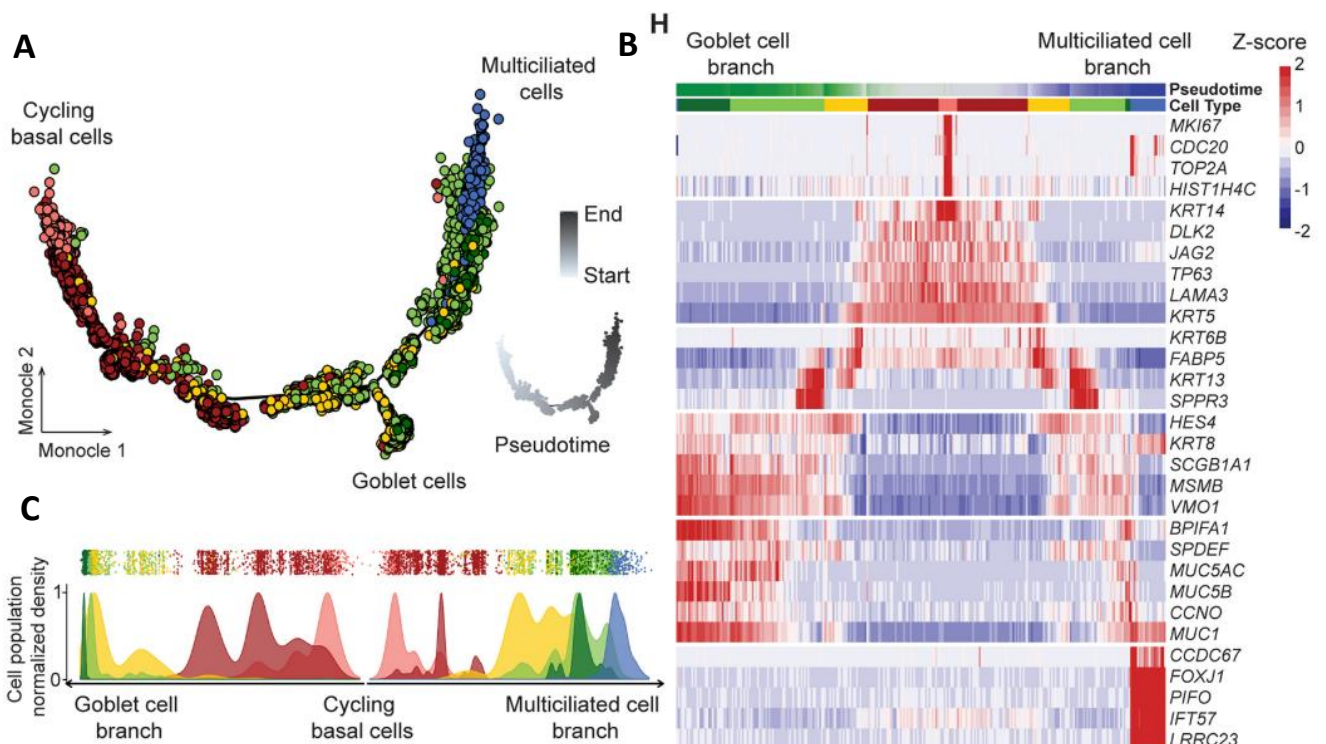 A
Cycling
basal cells
Multiciliated
cells
End
Start
Monocle 2
Monocle 1
Pseudotime
Goblet cells
H
B
Goblet cell
branch
Multiciliated cell
branch
Z-score
2
1
0
-1
-2
Pseudotime
Cell Type
MKI67
CDC20
TOP2A
HIST1H4C
KRT14
DLK2
JAG2
TP63
LAMA3
KRT5
KRT6B
FABP5
KRT13
SPPR3
HES4
KRT8
SCGB1A1
MSMB
VMO1
BPIFA1
SPDEF
MUC5AC
MUC5B
CCNO
MUC1
CCDC67
FOXJ1
PIFO
IFT57
LRRC23
C
Cell population
normalized density
1
0
Goblet cell
branch
Cycling
basal cells
Multiciliated cell
branch